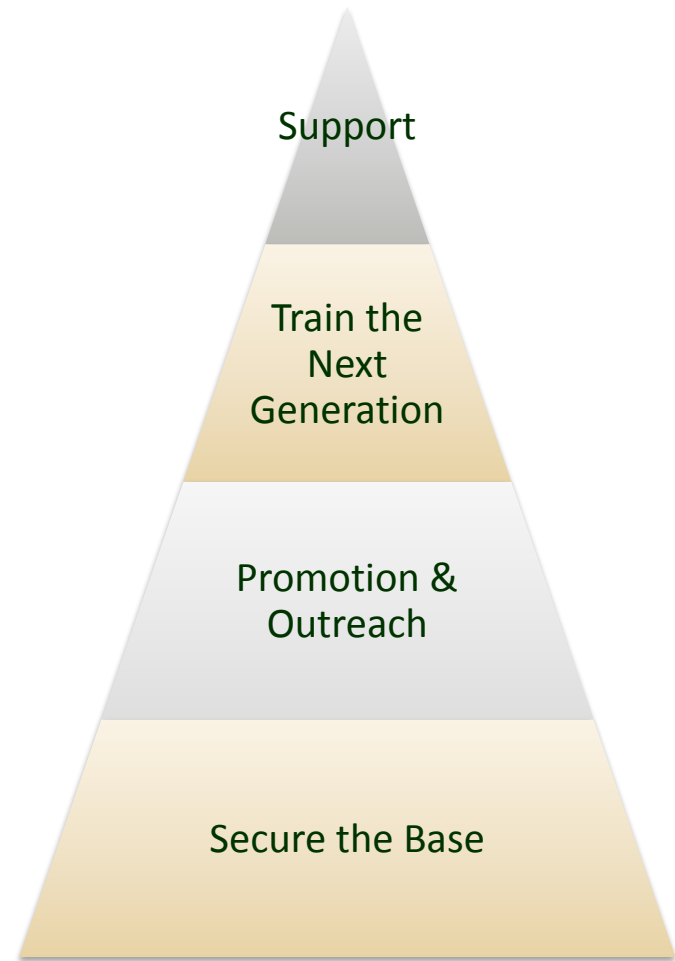 Support
Train the
Next
Generation
Promotion &
Outreach
Secure the Base